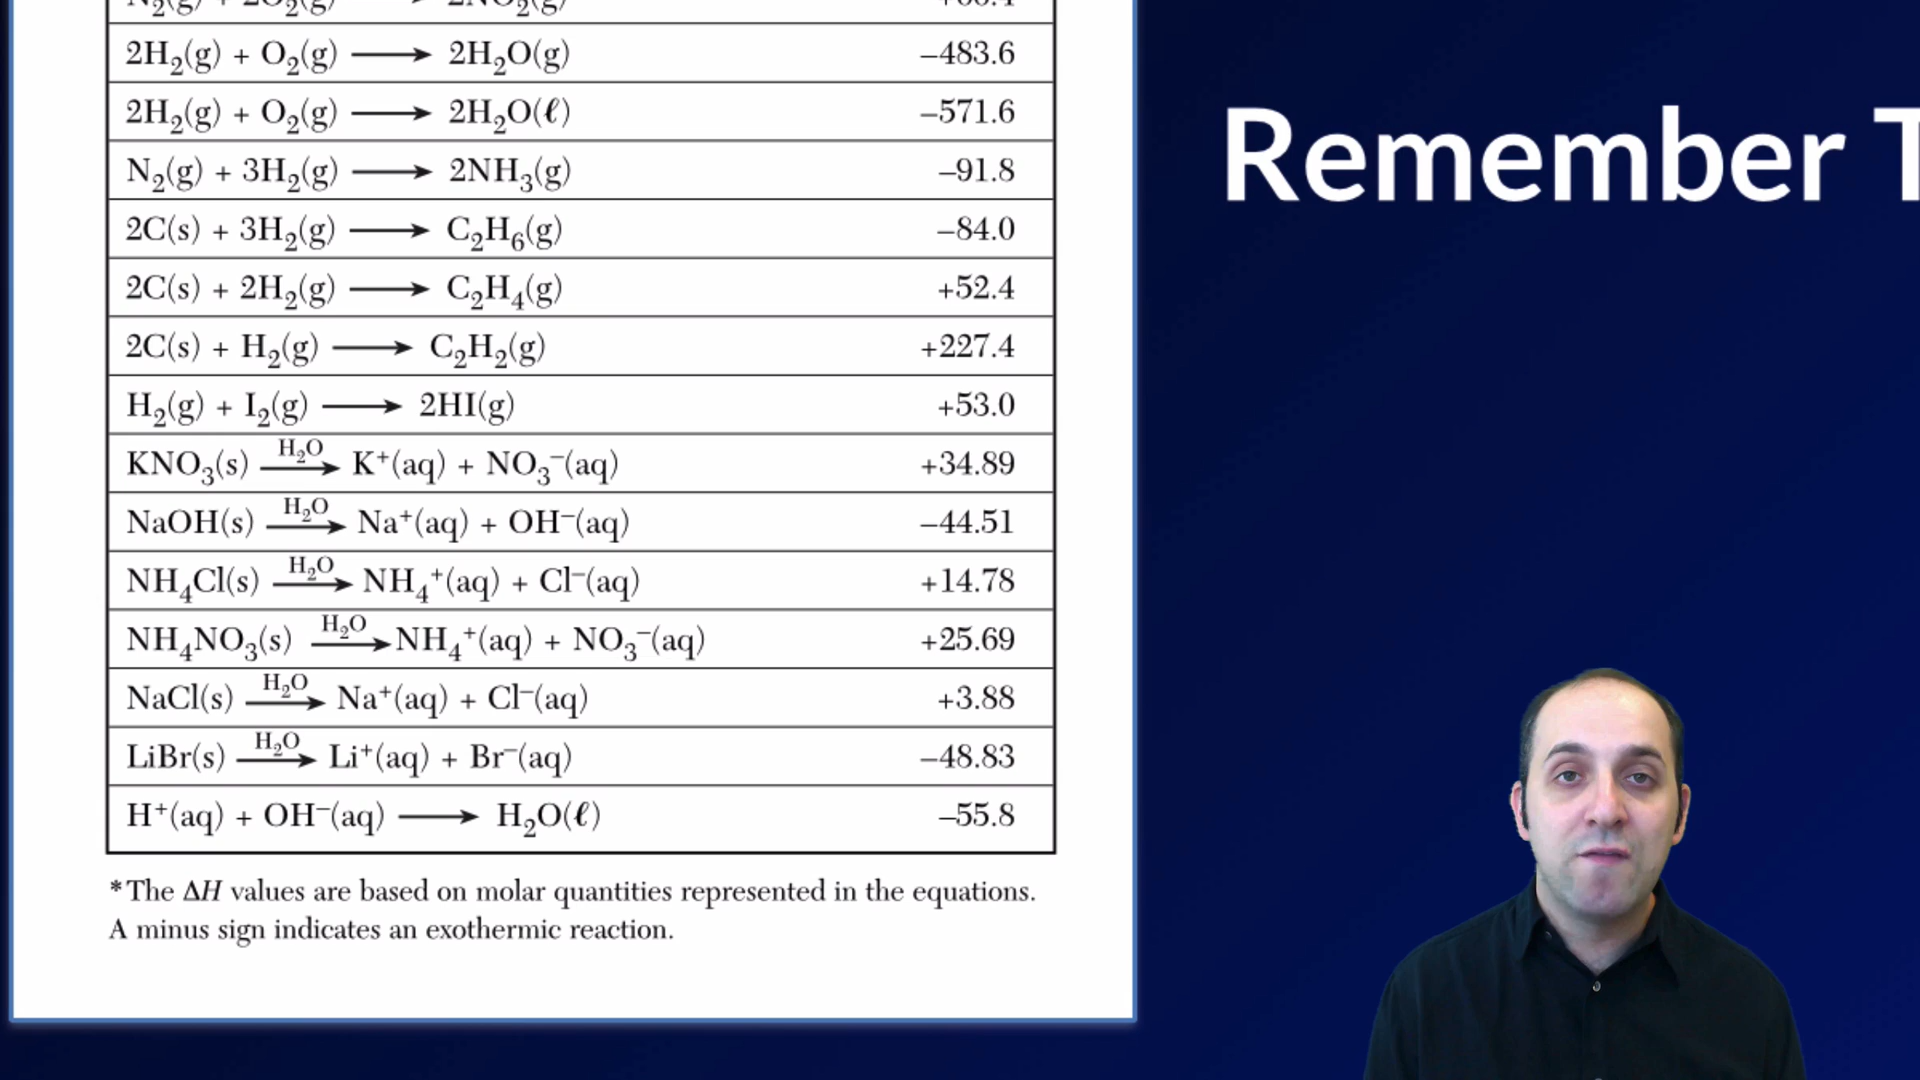 2H₂(g) + O₂(g) ⟶ 2H₂O(g) –483.6
2H₂(g) + O₂(g) ⟶ 2H₂O(ℓ) –571.6
N₂(g) + 3H₂(g) ⟶ 2NH₃(g) –91.8
2C(s) + 3H₂(g) ⟶ C₂H₆(g) –84.0
2C(s) + 2H₂(g) ⟶ C₂H₄(g) +52.4
2C(s) + H₂(g) ⟶ C₂H₂(g) +227.4
H₂(g) + I₂(g) ⟶ 2HI(g) +53.0
KNO₃(s) H₂O⟶ K⁺(aq) + NO₃⁻(aq) +34.89
NaOH(s) H₂O⟶ Na⁺(aq) + OH⁻(aq) –44.51
NH₄Cl(s) H₂O⟶ NH₄⁺(aq) + Cl⁻(aq) +14.78
NH₄NO₃(s) H₂O⟶ NH₄⁺(aq) + NO₃⁻(aq) +25.69
NaCl(s) H₂O⟶ Na⁺(aq) + Cl⁻(aq) +3.88
LiBr(s) H₂O⟶ Li⁺(aq) + Br⁻(aq) –48.83
H⁺(aq) + OH⁻(aq) ⟶ H₂O(ℓ) –55.8
*The ΔH values are based on molar quantities represented in the equations.
A minus sign indicates an exothermic reaction.
Remember T